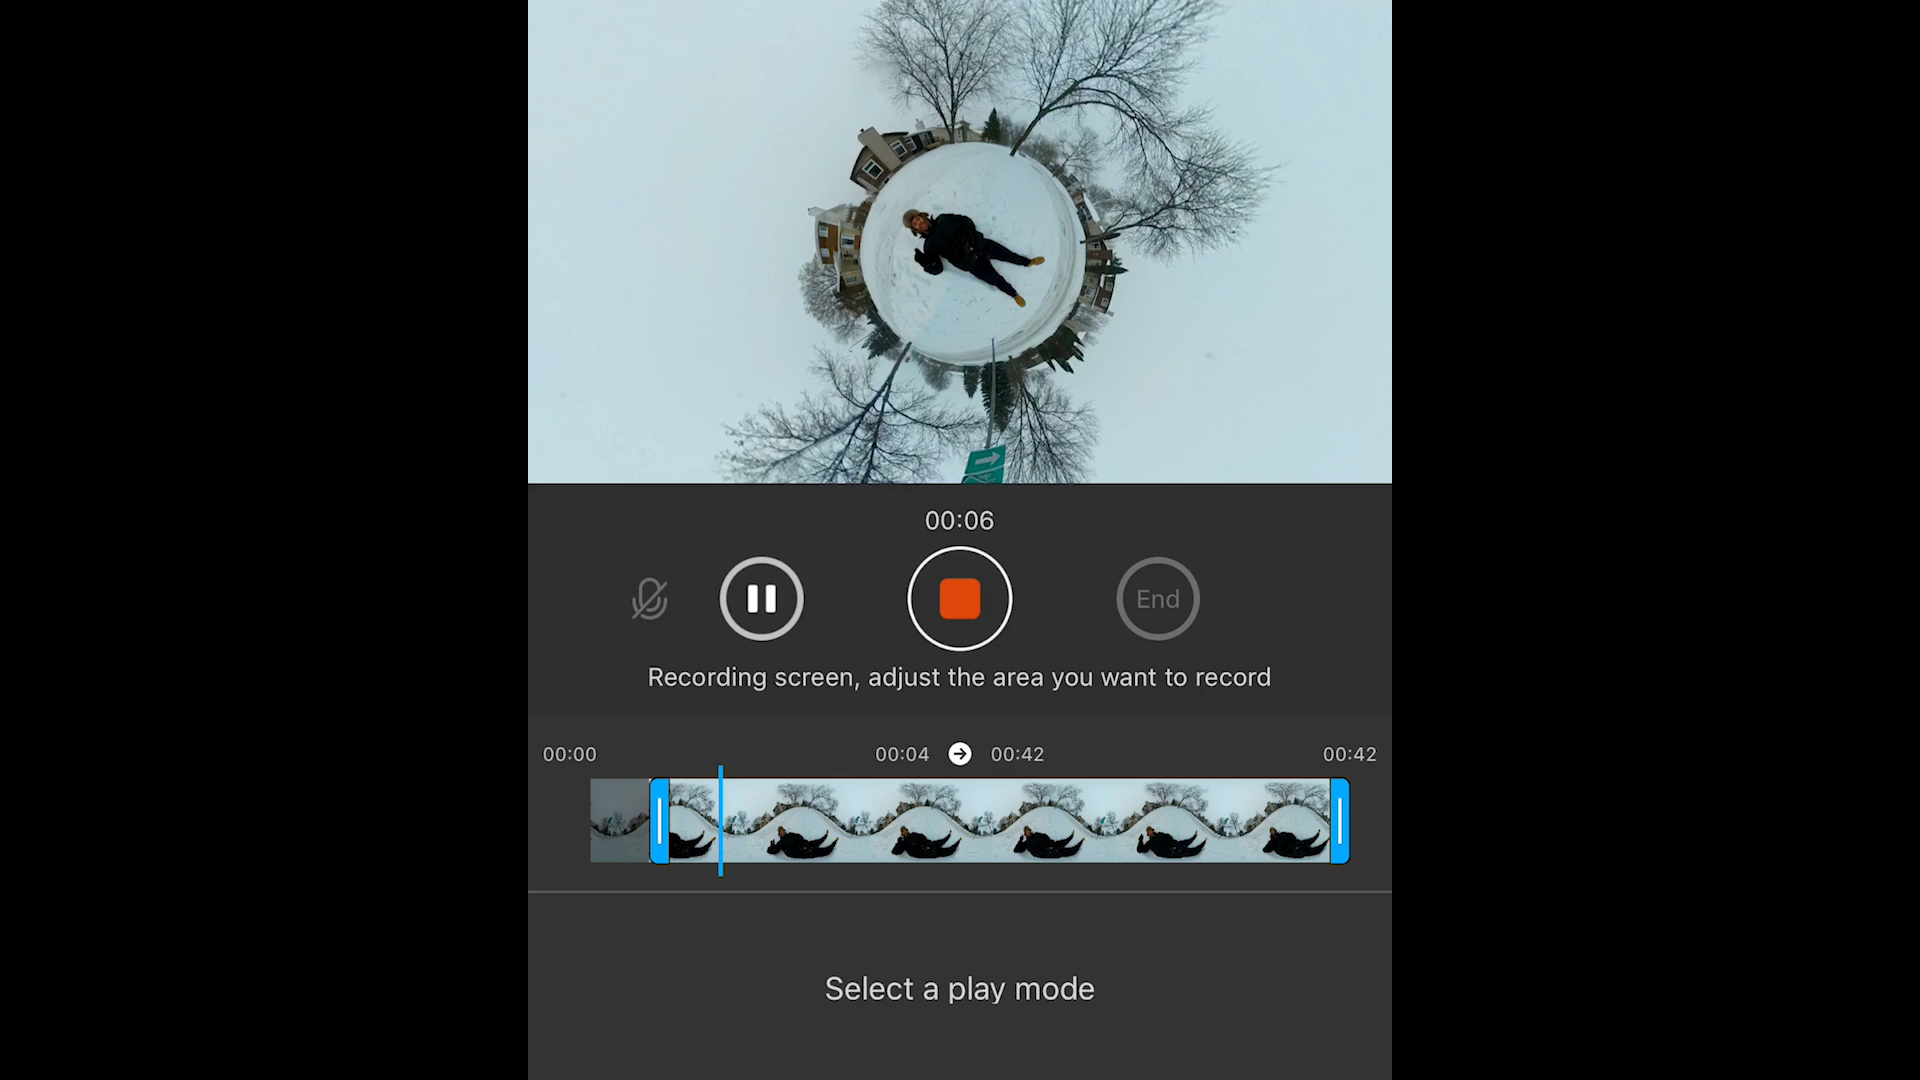 00:06
End
Recording screen, adjust the area you want to record
00:00 00:04 00:42 00:42
Select a play mode